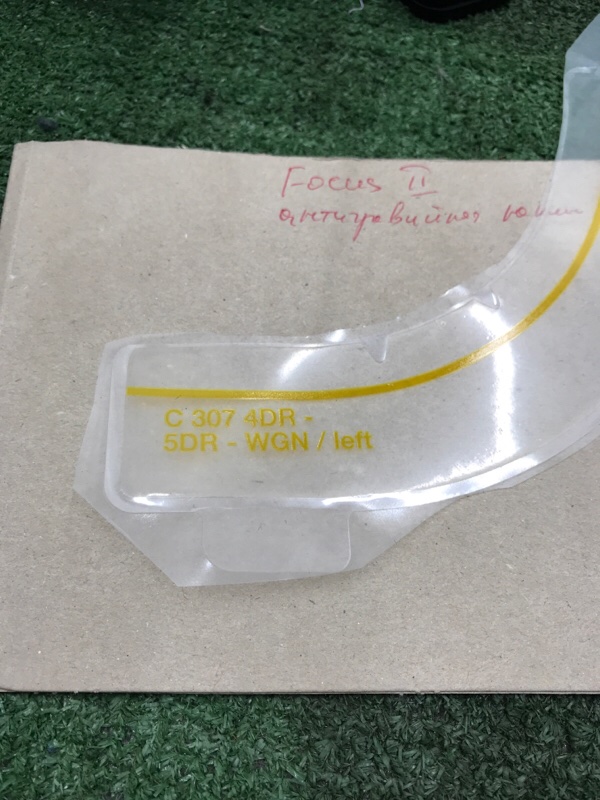 Focus II
антигравийная
C 307 4DR -
5DR - WGN / left